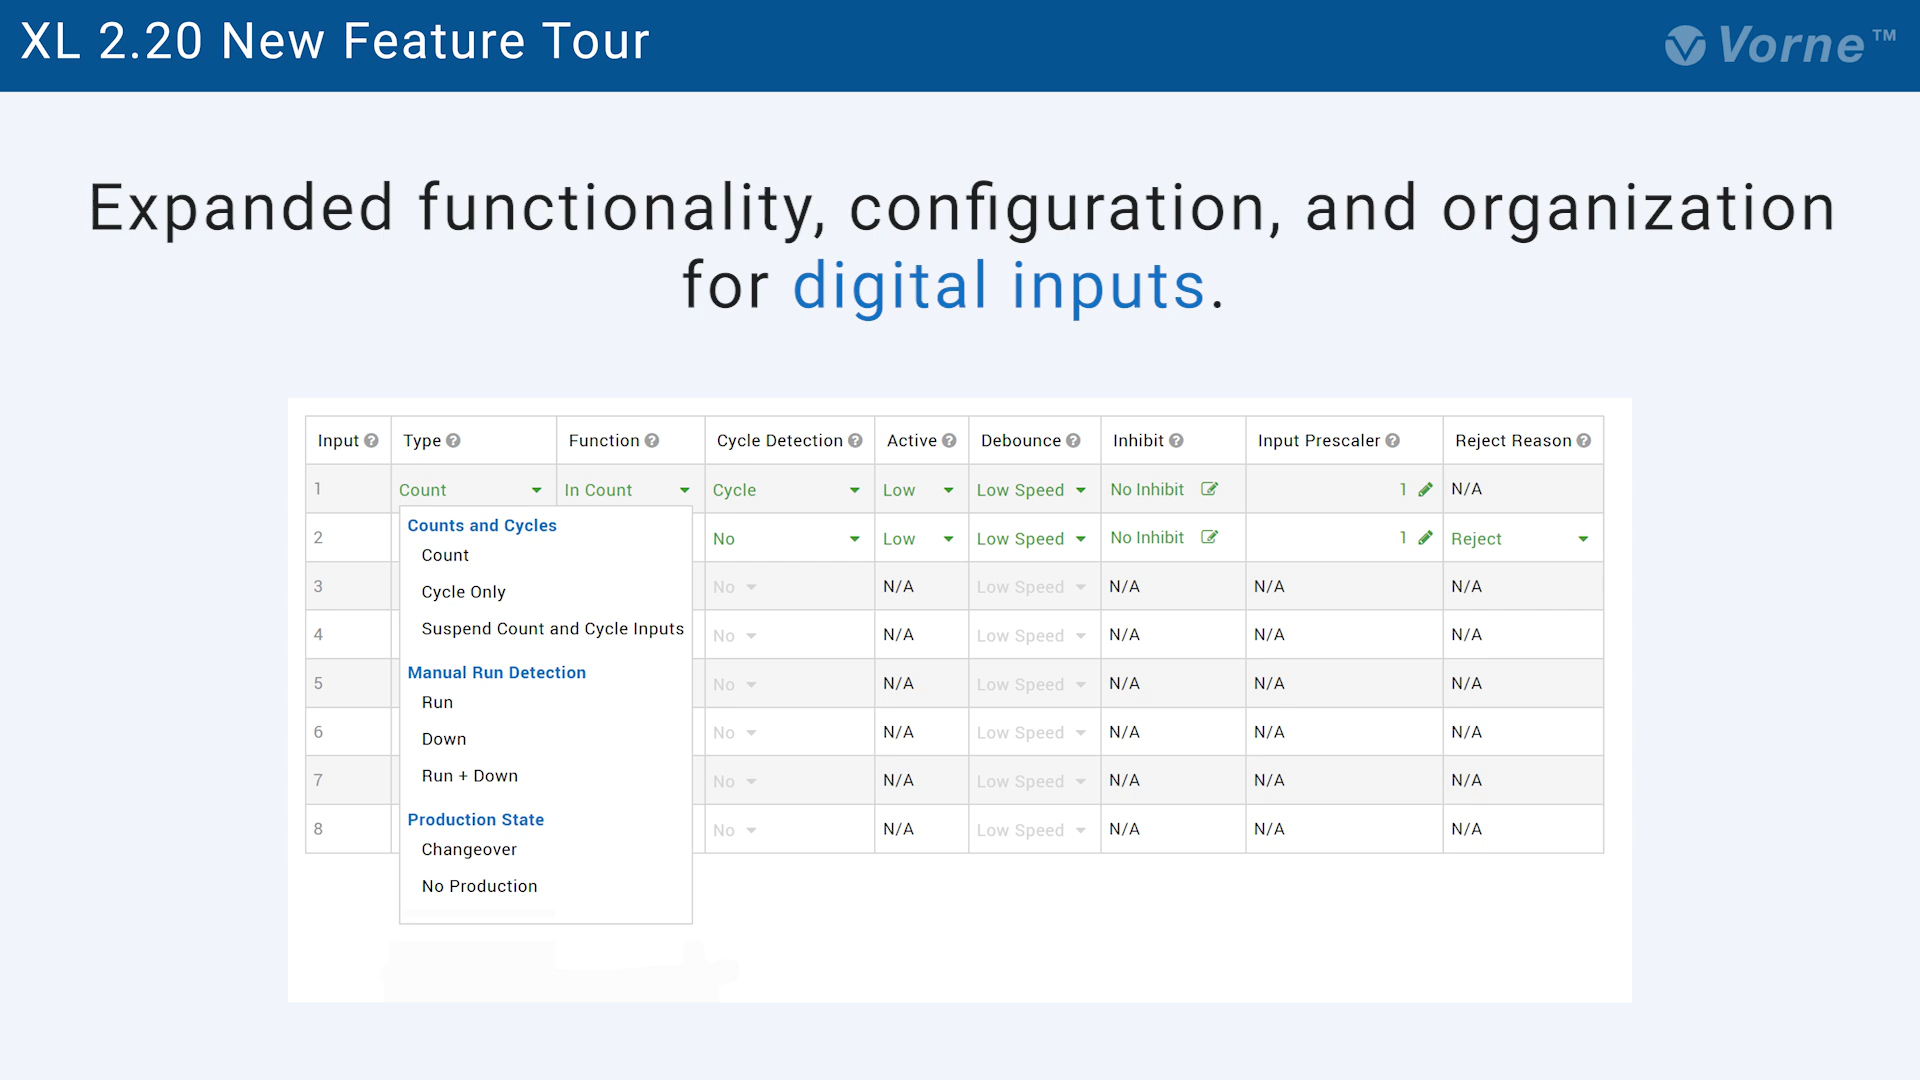 XL 2.20 New Feature Tour
Vorne™
Expanded functionality, configuration, and organization
for digital inputs.
Input Type Function Cycle Detection Active Debounce Inhibit Input Prescaler Reject Reason
1 Count In Count Cycle Low Low Speed No Inhibit 1 N/A
2 No Low Low Speed No Inhibit 1 Reject
3 No N/A Low Speed N/A N/A N/A
4 No N/A Low Speed N/A N/A N/A
5 No N/A Low Speed N/A N/A N/A
6 No N/A Low Speed N/A N/A N/A
7 No N/A Low Speed N/A N/A N/A
8 No N/A Low Speed N/A N/A N/A
Counts and Cycles
Count
Cycle Only
Suspend Count and Cycle Inputs
Manual Run Detection
Run
Down
Run + Down
Production State
Changeover
No Production